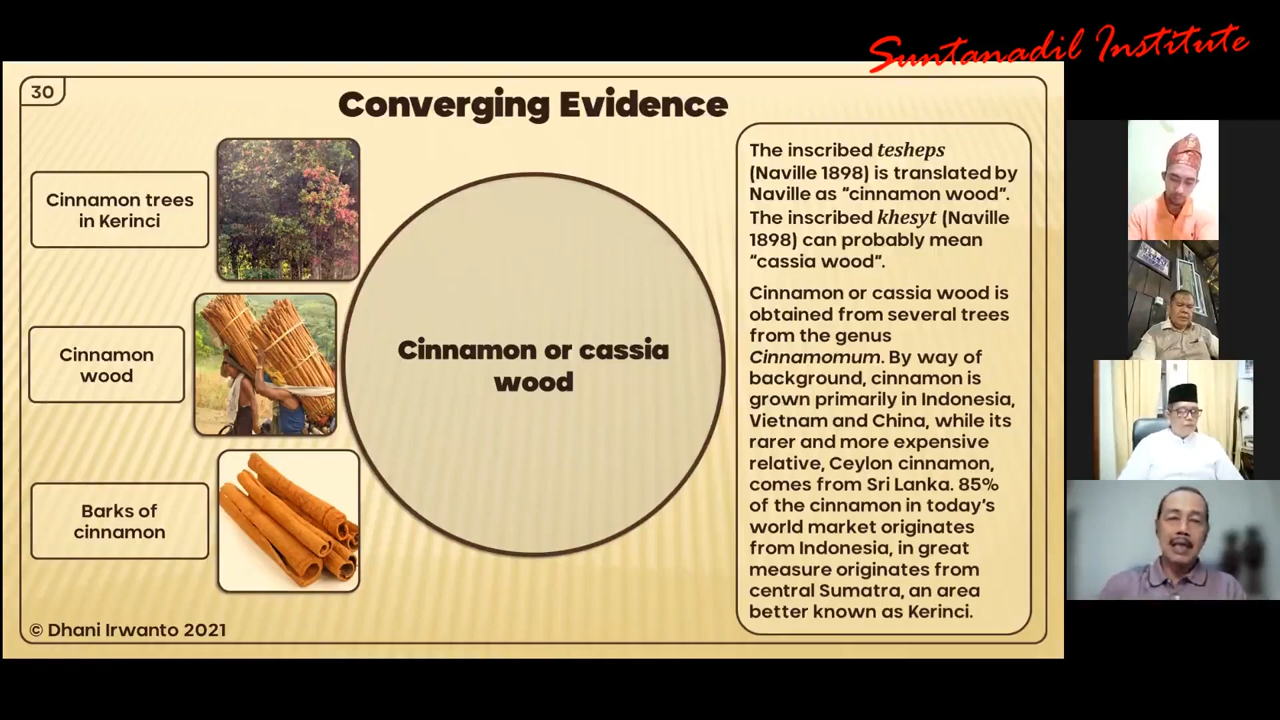 Suntanadil Institute
30
Converging Evidence
Cinnamon trees
in Kerinci
Cinnamon
wood
Barks of
cinnamon
Cinnamon or cassia
wood
The inscribed tesheps
(Naville 1898) is translated by
Naville as “cinnamon wood”.
The inscribed khesyt (Naville
1898) can probably mean
“cassia wood”.
Cinnamon or cassia wood is
obtained from several trees
from the genus
Cinnamomum. By way of
background, cinnamon is
grown primarily in Indonesia,
Vietnam and China, while its
rarer and more expensive
relative, Ceylon cinnamon,
comes from Sri Lanka. 85%
of the cinnamon in today’s
world market originates
from Indonesia, in great
measure originates from
central Sumatra, an area
better known as Kerinci.
© Dhani Irwanto 2021